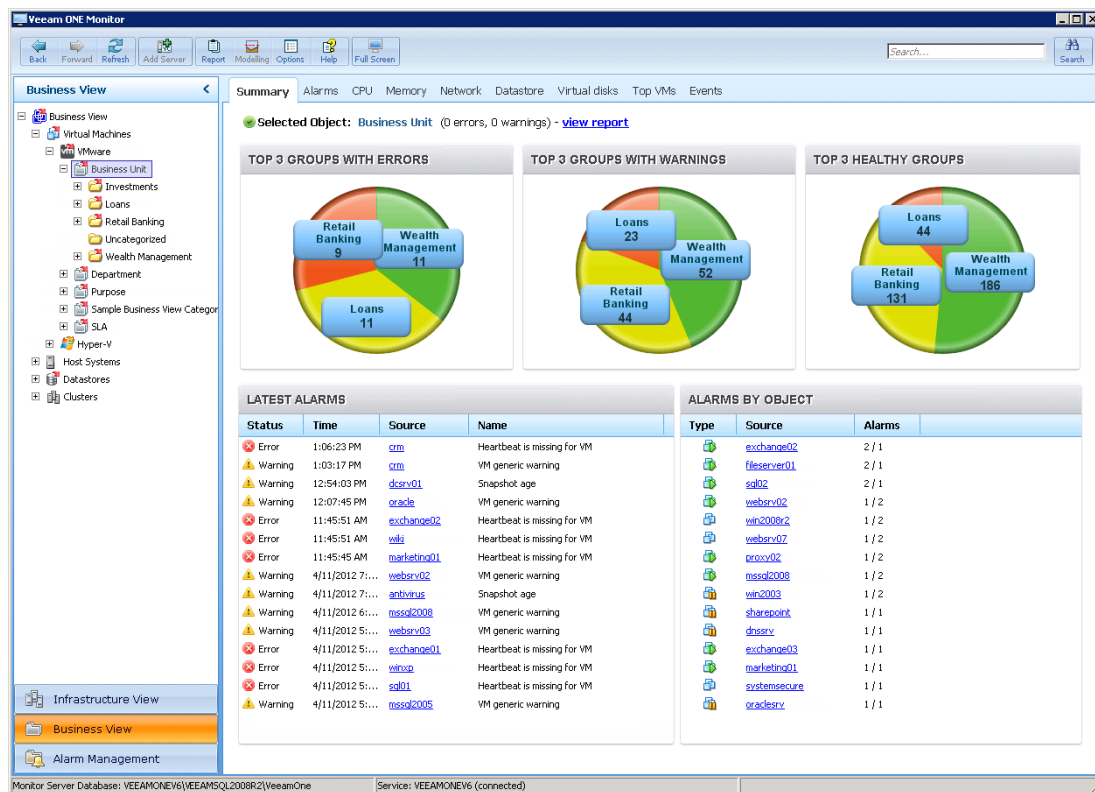 Veeam ONE Monitor
Back Forward Refresh Add Server Report Modelling Options Help Full Screen Search... Search
Business View <
Summary Alarms CPU Memory Network Datastore Virtual disks Top VMs Events
Selected Object: Business Unit (0 errors, 0 warnings) - view report
Business View
Virtual Machines
VMware
Business Unit
Investments
Loans
Retail Banking
Uncategorized
Wealth Management
Department
Purpose
Sample Business View Categor
SLA
Hyper-V
Host Systems
Datastores
Clusters
Infrastructure View
Business View
Alarm Management
TOP 3 GROUPS WITH ERRORS
Retail
Banking
9
Wealth
Management
11
Loans
11
TOP 3 GROUPS WITH WARNINGS
Loans
23
Wealth
Management
52
Retail
Banking
44
TOP 3 HEALTHY GROUPS
Loans
44
Wealth
Management
186
Retail
Banking
131
LATEST ALARMS
Status Time Source Name
Error 1:06:23 PM crm Heartbeat is missing for VM
Warning 1:03:17 PM crm VM generic warning
Warning 12:54:03 PM dcsrv01 Snapshot age
Warning 12:07:45 PM oracle VM generic warning
Error 11:45:51 AM exchange02 Heartbeat is missing for VM
Error 11:45:51 AM wiki Heartbeat is missing for VM
Error 11:45:45 AM marketing01 Heartbeat is missing for VM
Warning 4/11/2012 7:... websrv02 VM generic warning
Warning 4/11/2012 7:... antivirus Snapshot age
Warning 4/11/2012 6:... mssql2008 VM generic warning
Warning 4/11/2012 5:... websrv03 VM generic warning
Error 4/11/2012 5:... exchange01 Heartbeat is missing for VM
Error 4/11/2012 5:... winxp Heartbeat is missing for VM
Error 4/11/2012 5:... sql01 Heartbeat is missing for VM
Warning 4/11/2012 5:... mssql2005 VM generic warning
ALARMS BY OBJECT
Type Source Alarms
exchange02 2 / 1
fileserver01 2 / 1
sql02 2 / 1
websrv02 1 / 2
win2008r2 1 / 2
websrv07 1 / 2
proxy02 1 / 2
mssql2008 1 / 2
win2003 1 / 2
sharepoint 1 / 1
dnssrv 1 / 1
exchange03 1 / 1
marketing01 1 / 1
systemsecure 1 / 1
oraclesrv 1 / 1
Monitor Server Database: VEEAMONEV6\VEEAMSQL2008R2\VeeamOne Service: VEEAMONEV6 (connected)